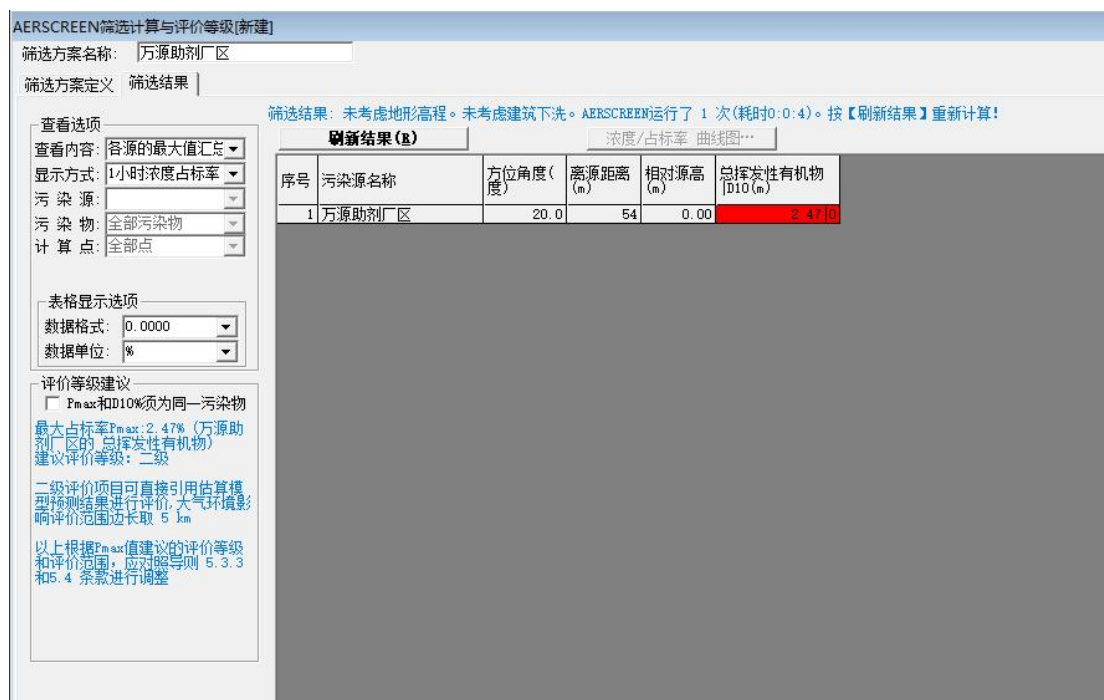 AERSCREEN筛选计算与评价等级[新建]
筛选方案名称: 万源助剂厂区
筛选方案定义 筛选结果
筛选结果: 未考虑地形高程。未考虑建筑下洗。AERSCREEN运行了 1 次(耗时0:0:4)。按【刷新结果】重新计算!
刷新结果(R) 浓度/占标率 曲线图…
查看选项
查看内容: 各源的最大值汇总
显示方式: 1小时浓度占标率
污 染 源:
污 染 物: 全部污染物
计 算 点: 全部点
表格显示选项
数据格式: 0.0000
数据单位: %
评价等级建议
Pmax和D10%须为同一污染物
最大占标率Pmax:2.47% (万源助
剂厂区的 总挥发性有机物)
建议评价等级: 二级
二级评价项目可直接引用估算模
型预测结果进行评价,大气环境影
响评价范围边长取 5 km
以上根据Pmax值建议的评价等级
和评价范围，应对照导则 5.3.3
和5.4 条款进行调整
序号 污染源名称 方位角度(度) 离源距离(m) 相对源高(m) 总挥发性有机物|D10(m)
1 万源助剂厂区 20.0 54 0.00 2.47|0